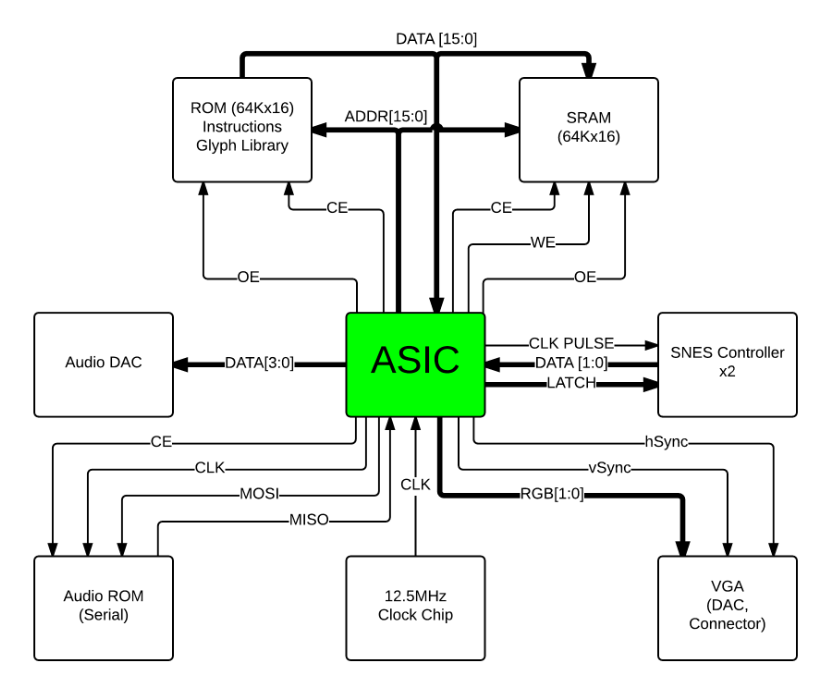 DATA [15:0]
ROM (64Kx16)
Instructions
Glyph Library
ADDR[15:0]
SRAM
(64Kx16)
CE
CE
WE
OE
OE
Audio DAC
DATA[3:0]
ASIC
CLK PULSE
DATA [1:0]
LATCH
SNES Controller
x2
CE
CLK
MOSI
MISO
CLK
hSync
vSync
RGB[1:0]
Audio ROM
(Serial)
12.5MHz
Clock Chip
VGA
(DAC,
Connector)